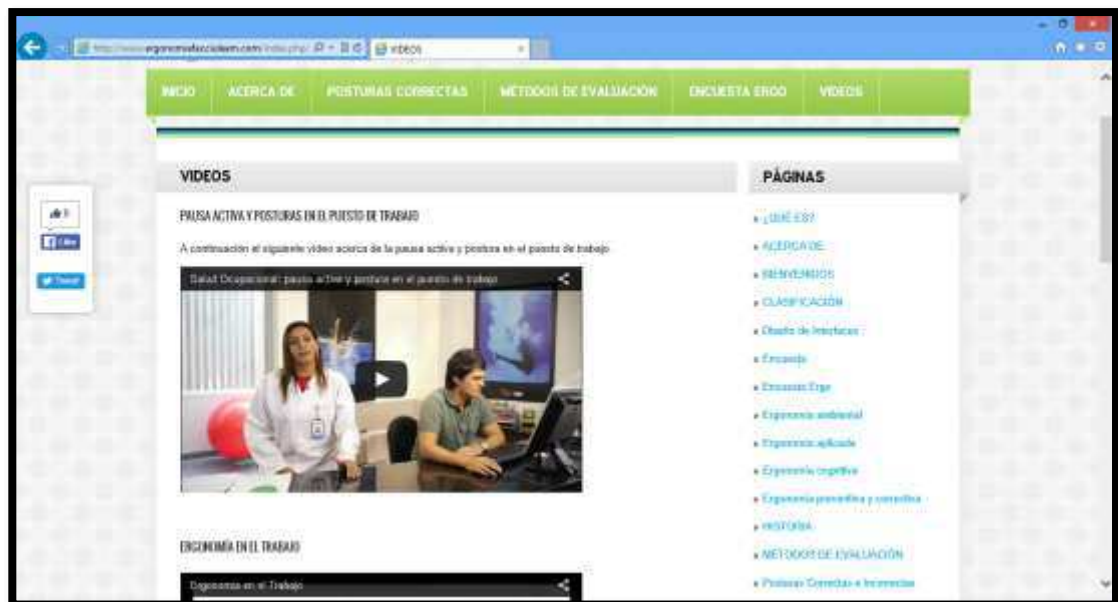 VIDEOS
INICIO
ACERCA DE
POSTURAS CORRECTAS
MÉTODOS DE EVALUACIÓN
ENCUESTA ERGO
VIDEOS
VIDEOS
PAUSA ACTIVA Y POSTURAS EN EL PUESTO DE TRABAJO
A continuación el siguiente video acerca de la pausa activa y postura en el puesto de trabajo
Salud Ocupacional: pausa activa y postura en el puesto de trabajo
ERGONOMÍA EN EL TRABAJO
Ergonomia en el Trabajo
Like
Tweet
PÁGINAS
¿QUÉ ES?
ACERCA DE
BIENVENIDOS
CLASIFICACIÓN
Diseño de Interfaces
Encuesta
Encuesta Ergo
Ergonomía ambiental
Ergonomía aplicada
Ergonomía cognitiva
Ergonomía preventiva y correctiva
HISTORIA
MÉTODOS DE EVALUACIÓN
Posturas Correctas e Incorrectas